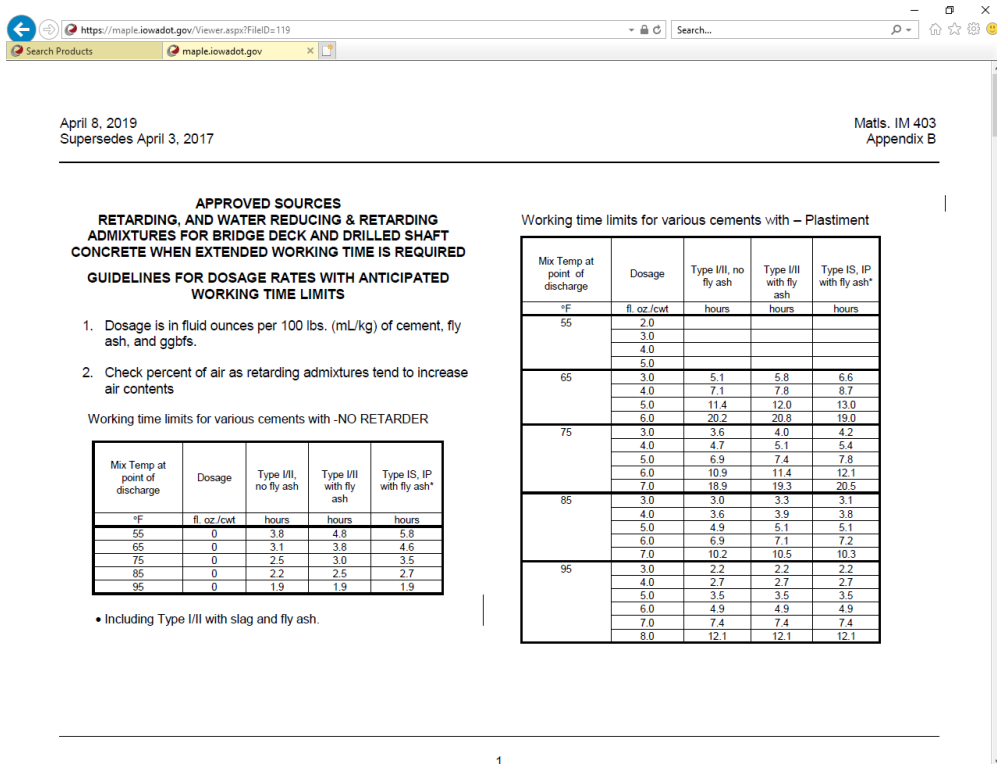 https://maple.iowadot.gov/Viewer.aspx?FileID=119
Search...
Search Products
maple.iowadot.gov
April 8, 2019
Supersedes April 3, 2017
Matls. IM 403
Appendix B
APPROVED SOURCES
RETARDING, AND WATER REDUCING & RETARDING
ADMIXTURES FOR BRIDGE DECK AND DRILLED SHAFT
CONCRETE WHEN EXTENDED WORKING TIME IS REQUIRED
GUIDELINES FOR DOSAGE RATES WITH ANTICIPATED
WORKING TIME LIMITS
1. Dosage is in fluid ounces per 100 lbs. (mL/kg) of cement, fly
ash, and ggbfs.
2. Check percent of air as retarding admixtures tend to increase
air contents
Working time limits for various cements with -NO RETARDER
Mix Temp at
point of
discharge
Dosage
Type I/II,
no fly ash
Type I/II
with fly
ash
Type IS, IP
with fly ash*
°F fl. oz./cwt hours hours hours
55 0 3.8 4.8 5.8
65 0 3.1 3.8 4.6
75 0 2.5 3.0 3.5
85 0 2.2 2.5 2.7
95 0 1.9 1.9 1.9
• Including Type I/II with slag and fly ash.
Working time limits for various cements with – Plastiment
Mix Temp at
point of
discharge
Dosage
Type I/II, no
fly ash
Type I/II
with fly
ash
Type IS, IP
with fly ash*
°F fl. oz./cwt hours hours hours
55 2.0
3.0
4.0
5.0
65 3.0 5.1 5.8 6.6
4.0 7.1 7.8 8.7
5.0 11.4 12.0 13.0
6.0 20.2 20.8 19.0
75 3.0 3.6 4.0 4.2
4.0 4.7 5.1 5.4
5.0 6.9 7.4 7.8
6.0 10.9 11.4 12.1
7.0 18.9 19.3 20.5
85 3.0 3.0 3.3 3.1
4.0 3.6 3.9 3.8
5.0 4.9 5.1 5.1
6.0 6.9 7.1 7.2
7.0 10.2 10.5 10.3
95 3.0 2.2 2.2 2.2
4.0 2.7 2.7 2.7
5.0 3.5 3.5 3.5
6.0 4.9 4.9 4.9
7.0 7.4 7.4 7.4
8.0 12.1 12.1 12.1
1